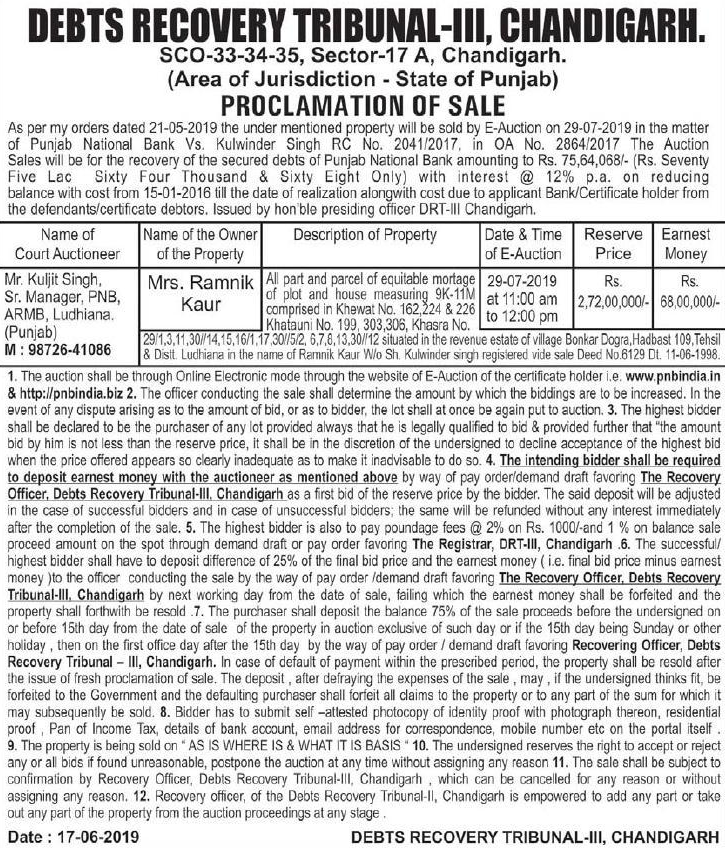 DEBTS RECOVERY TRIBUNAL-III, CHANDIGARH.
SCO-33-34-35, Sector-17 A, Chandigarh.
(Area of Jurisdiction - State of Punjab)
PROCLAMATION OF SALE
As per my orders dated 21-05-2019 the under mentioned property will be sold by E-Auction on 29-07-2019 in the matter
of Punjab National Bank Vs. Kulwinder Singh RC No. 2041/2017, in OA No. 2864/2017 The Auction
Sales will be for the recovery of the secured debts of Punjab National Bank amounting to Rs. 75,64,068/- (Rs. Seventy
Five Lac Sixty Four Thousand & Sixty Eight Only) with interest @ 12% p.a. on reducing
balance with cost from 15-01-2016 till the date of realization alongwith cost due to applicant Bank/Certificate holder from
the defendants/certificate debtors. Issued by hon'ble presiding officer DRT-III Chandigarh.
Name of
Court Auctioneer
Name of the Owner
of the Property
Description of Property
Date & Time
of E-Auction
Reserve
Price
Earnest
Money
Mr. Kuljit Singh,
Sr. Manager, PNB,
ARMB, Ludhiana.
(Punjab)
M : 98726-41086
Mrs. Ramnik
Kaur
All part and parcel of equitable mortage
of plot and house measuring 9K-11M
comprised in Khewat No. 162,224 & 226
Khatauni No. 199, 303,306, Khasra No.
29-07-2019
at 11:00 am
to 12:00 pm
Rs.
2,72,00,000/-
Rs.
68,00,000/-
29/1,3,11,30//14,15,16/1,17,30//5/2, 6,7,8,13,30//12 situated in the revenue estate of village Bonkar Dogra,Hadbast 109,Tehsil
& Distt. Ludhiana in the name of Ramnik Kaur W/o Sh. Kulwinder singh registered vide sale Deed No.6129 Dt. 11-06-1998.
1. The auction shall be through Online Electronic mode through the website of E-Auction of the certificate holder i.e. www.pnbindia.in
& http://pnbindia.biz 2. The officer conducting the sale shall determine the amount by which the biddings are to be increased. In the
event of any dispute arising as to the amount of bid, or as to bidder, the lot shall at once be again put to auction. 3. The highest bidder
shall be declared to be the purchaser of any lot provided always that he is legally qualified to bid & provided further that "the amount
bid by him is not less than the reserve price, it shall be in the discretion of the undersigned to decline acceptance of the highest bid
when the price offered appears so clearly inadequate as to make it inadvisable to do so. 4. The intending bidder shall be required
to deposit earnest money with the auctioneer as mentioned above by way of pay order/demand draft favoring The Recovery
Officer, Debts Recovery Tribunal-III, Chandigarh as a first bid of the reserve price by the bidder. The said deposit will be adjusted
in the case of successful bidders and in case of unsuccessful bidders; the same will be refunded without any interest immediately
after the completion of the sale. 5. The highest bidder is also to pay poundage fees @ 2% on Rs. 1000/-and 1 % on balance sale
proceed amount on the spot through demand draft or pay order favoring The Registrar, DRT-III, Chandigarh .6. The successful/
highest bidder shall have to deposit difference of 25% of the final bid price and the earnest money ( i.e. final bid price minus earnest
money )to the officer conducting the sale by the way of pay order /demand draft favoring The Recovery Officer, Debts Recovery
Tribunal-III, Chandigarh by next working day from the date of sale, failing which the earnest money shall be forfeited and the
property shall forthwith be resold .7. The purchaser shall deposit the balance 75% of the sale proceeds before the undersigned on
or before 15th day from the date of sale of the property in auction exclusive of such day or if the 15th day being Sunday or other
holiday , then on the first office day after the 15th day by the way of pay order / demand draft favoring Recovering Officer, Debts
Recovery Tribunal – III, Chandigarh. In case of default of payment within the prescribed period, the property shall be resold after
the issue of fresh proclamation of sale. The deposit , after defraying the expenses of the sale , may , if the undersigned thinks fit, be
forfeited to the Government and the defaulting purchaser shall forfeit all claims to the property or to any part of the sum for which it
may subsequently be sold. 8. Bidder has to submit self –attested photocopy of identity proof with photograph thereon, residential
proof , Pan of Income Tax, details of bank account, email address for correspondence, mobile number etc on the portal itself .
9. The property is being sold on " AS IS WHERE IS & WHAT IT IS BASIS " 10. The undersigned reserves the right to accept or reject
any or all bids if found unreasonable, postpone the auction at any time without assigning any reason 11. The sale shall be subject to
confirmation by Recovery Officer, Debts Recovery Tribunal-III, Chandigarh , which can be cancelled for any reason or without
assigning any reason. 12. Recovery officer, of the Debts Recovery Tribunal-II, Chandigarh is empowered to add any part or take
out any part of the property from the auction proceedings at any stage .
Date : 17-06-2019
DEBTS RECOVERY TRIBUNAL-III, CHANDIGARH